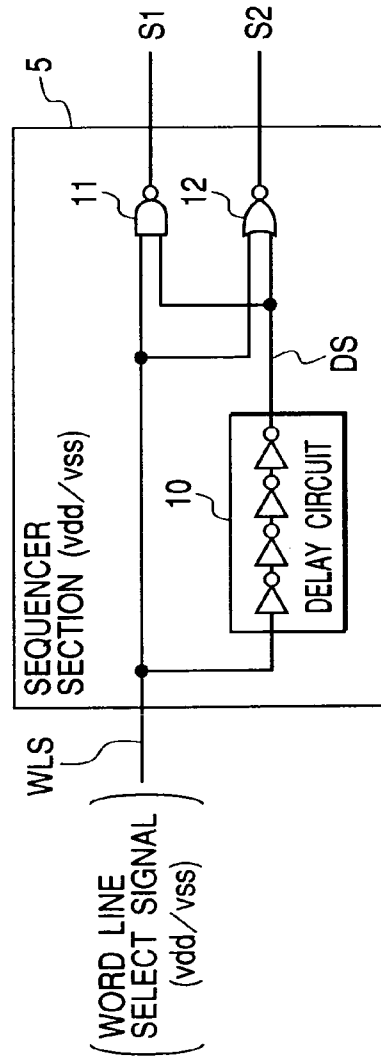 SEQUENCER
SECTION (vdd/vss)
5
WLS
(WORD LINE
SELECT SIGNAL
(vdd/vss))
10
DELAY CIRCUIT
DS
11
12
S1
S2